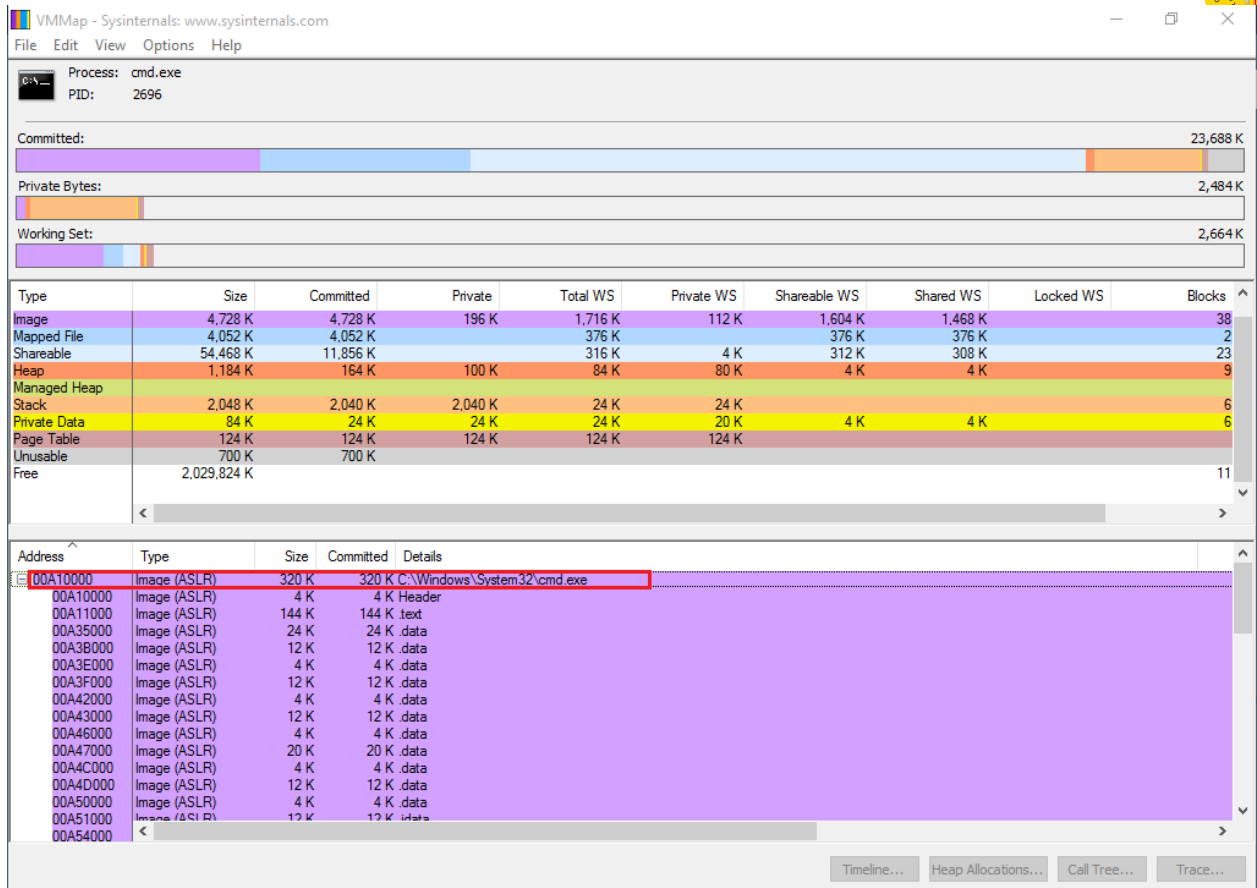 VMMap - Sysinternals: www.sysinternals.com
File Edit View Options Help
C:\
Process: cmd.exe
PID: 2696
Committed: 23,688 K
Private Bytes: 2,484 K
Working Set: 2,664 K
Type Size Committed Private Total WS Private WS Shareable WS Shared WS Locked WS Blocks
Image 4,728 K 4,728 K 196 K 1,716 K 112 K 1,604 K 1,468 K 38
Mapped File 4,052 K 4,052 K 376 K 376 K 376 K 2
Shareable 54,468 K 11,856 K 316 K 4 K 312 K 308 K 23
Heap 1,184 K 164 K 100 K 84 K 80 K 4 K 4 K 9
Managed Heap
Stack 2,048 K 2,040 K 2,040 K 24 K 24 K 6
Private Data 84 K 24 K 24 K 24 K 20 K 4 K 4 K 6
Page Table 124 K 124 K 124 K 124 K 124 K
Unusable 700 K 700 K
Free 2,029,824 K 11
Address Type Size Committed Details
00A10000 Image (ASLR) 320 K 320 K C:\Windows\System32\cmd.exe
00A10000 Image (ASLR) 4 K 4 K Header
00A11000 Image (ASLR) 144 K 144 K .text
00A35000 Image (ASLR) 24 K 24 K .data
00A3B000 Image (ASLR) 12 K 12 K .data
00A3E000 Image (ASLR) 4 K 4 K .data
00A3F000 Image (ASLR) 12 K 12 K .data
00A42000 Image (ASLR) 4 K 4 K .data
00A43000 Image (ASLR) 12 K 12 K .data
00A46000 Image (ASLR) 4 K 4 K .data
00A47000 Image (ASLR) 20 K 20 K .data
00A4C000 Image (ASLR) 4 K 4 K .data
00A4D000 Image (ASLR) 12 K 12 K .data
00A50000 Image (ASLR) 4 K 4 K .data
00A51000 Image (ASLR) 12 K 12 K .idata
00A54000
Timeline... Heap Allocations... Call Tree... Trace...